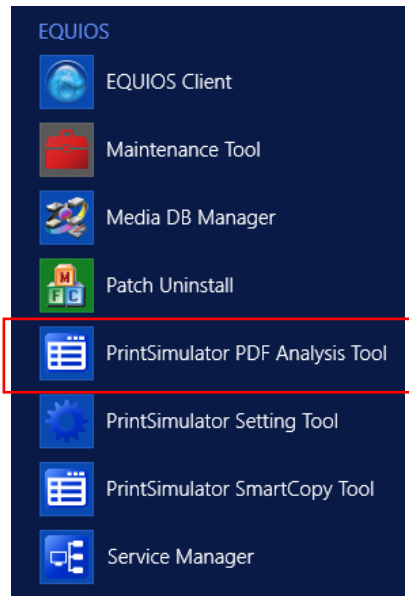 EQUIOS
EQUIOS Client
Maintenance Tool
Media DB Manager
M
F C
Patch Uninstall
PrintSimulator PDF Analysis Tool
PrintSimulator Setting Tool
PrintSimulator SmartCopy Tool
Service Manager